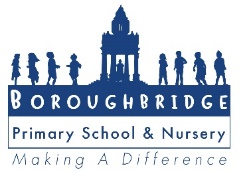 BOROUGHBRIDGE
Primary School & Nursery
Making A Difference